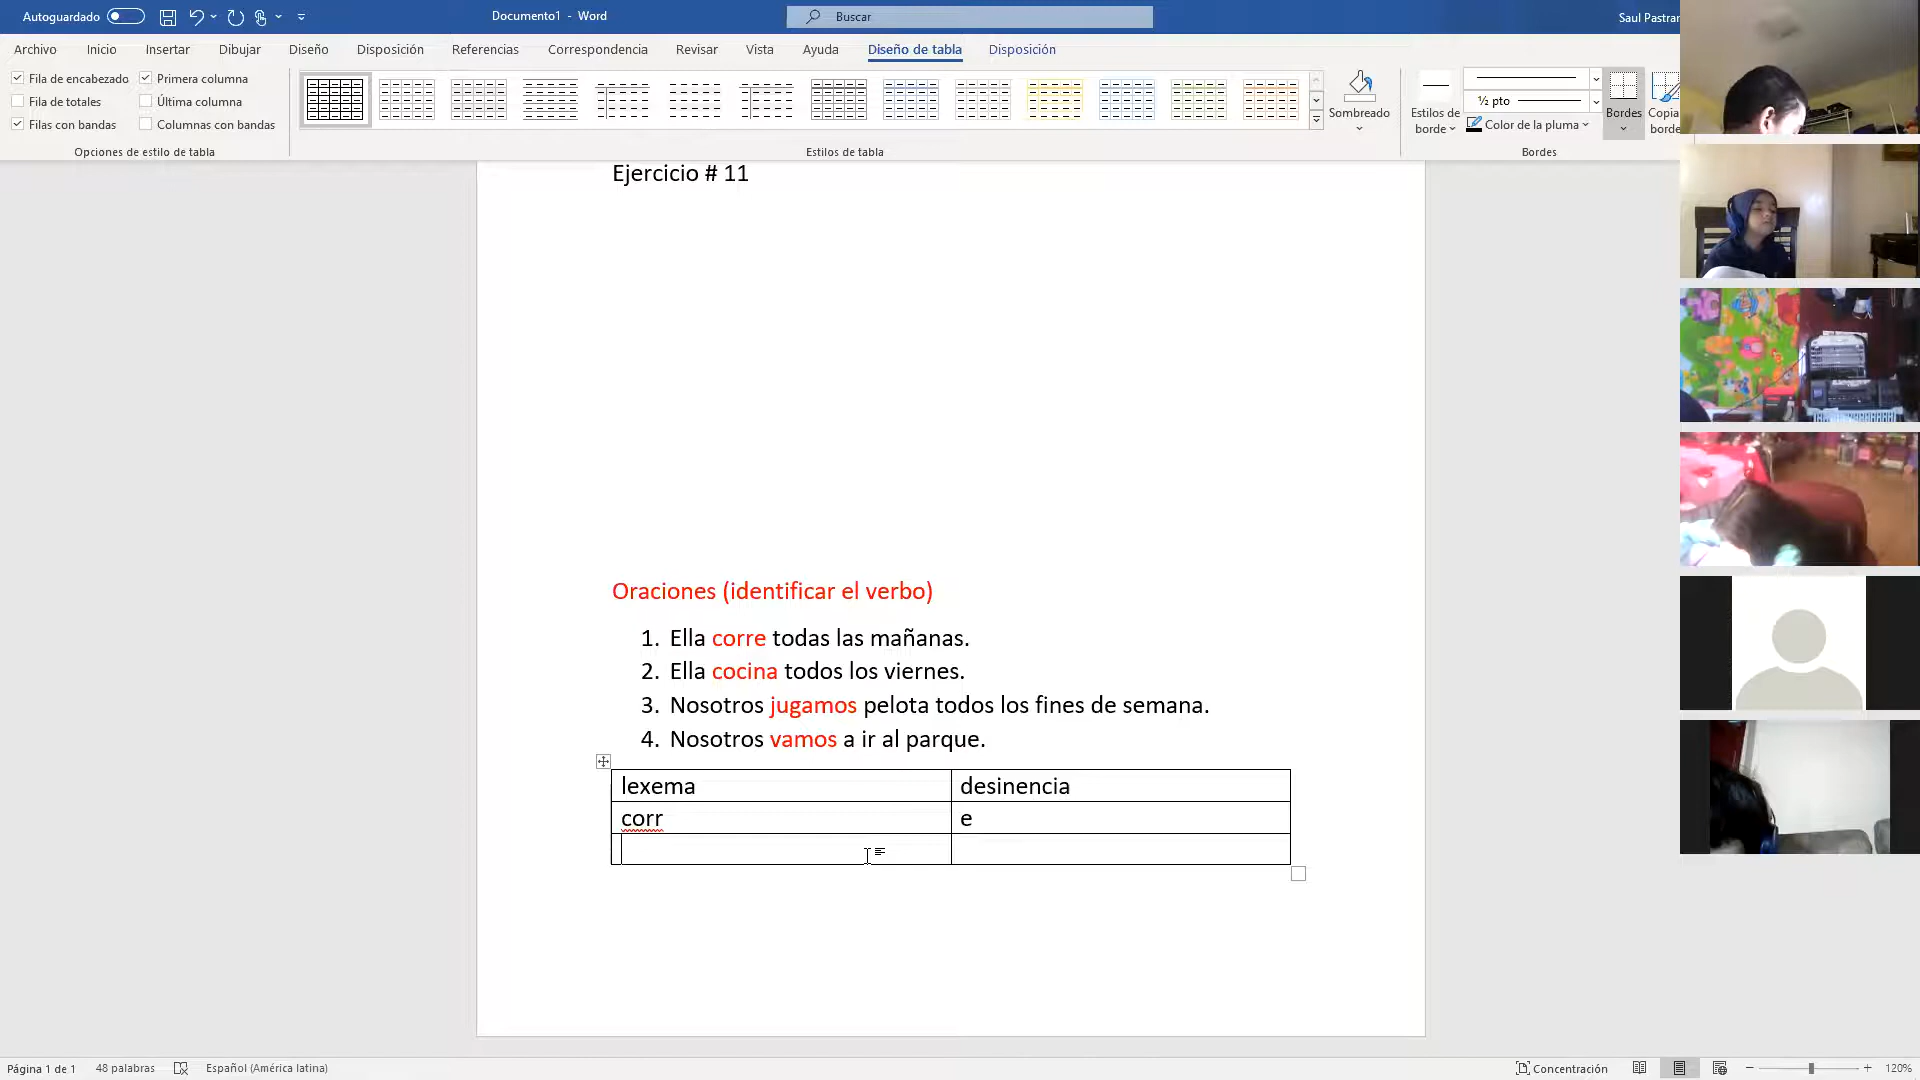 Autoguardado
Documento1 - Word
Buscar
Saul Pastran
Archivo Inicio Insertar Dibujar Diseño Disposición Referencias Correspondencia Revisar Vista Ayuda Diseño de tabla Disposición
Fila de encabezado Primera columna
Fila de totales Última columna
Filas con bandas Columnas con bandas
Opciones de estilo de tabla
Estilos de tabla
Sombreado
Estilos de borde
½ pto
Color de la pluma
Bordes
Copia borde
Bordes
Ejercicio # 11
Oraciones (identificar el verbo)
1. Ella corre todas las mañanas.
2. Ella cocina todos los viernes.
3. Nosotros jugamos pelota todos los fines de semana.
4. Nosotros vamos a ir al parque.
lexema desinencia
corr e
Página 1 de 1 48 palabras Español (América latina) Concentración 120%